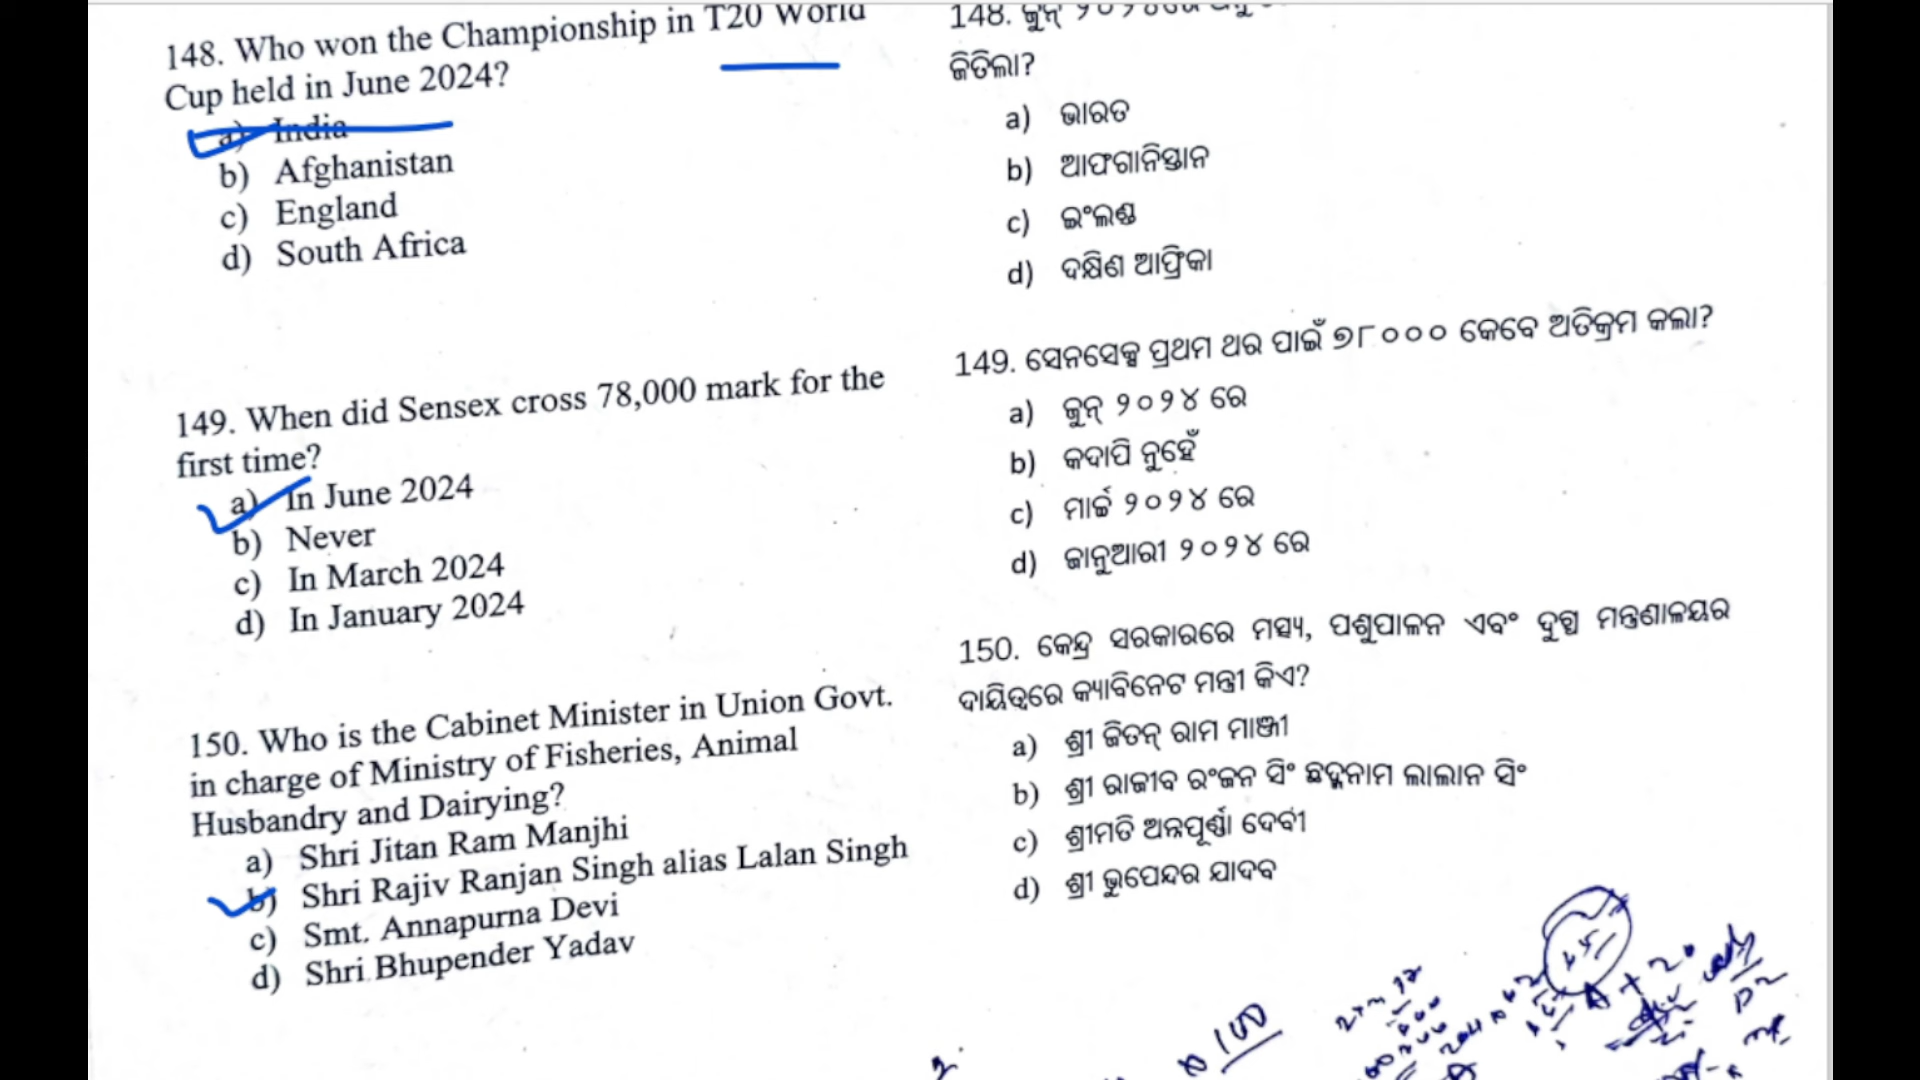 148. Who won the Championship in T20 World
Cup held in June 2024?
a) India
b) Afghanistan
c) England
d) South Africa
149. When did Sensex cross 78,000 mark for the
first time?
a) In June 2024
b) Never
c) In March 2024
d) In January 2024
150. Who is the Cabinet Minister in Union Govt.
in charge of Ministry of Fisheries, Animal
Husbandry and Dairying?
a) Shri Jitan Ram Manjhi
b) Shri Rajiv Ranjan Singh alias Lalan Singh
c) Smt. Annapurna Devi
d) Shri Bhupender Yadav
148. ଜୁନ୍ ୨୦୨୪ରେ
ଜିତିଲା?
a) ଭାରତ
b) ଆଫଗାନିସ୍ତାନ
c) ଇଂଲଣ୍ଡ
d) ଦକ୍ଷିଣ ଆଫ୍ରିକା
149. ସେନସେକ୍ସ ପ୍ରଥମ ଥର ପାଇଁ ୭୮୦୦୦ କେବେ ଅତିକ୍ରମ କଲା?
a) ଜୁନ୍ ୨୦୨୪ ରେ
b) କଦାପି ନୁହେଁ
c) ମାର୍ଚ୍ଚ ୨୦୨୪ ରେ
d) ଜାନୁଆରୀ ୨୦୨୪ ରେ
150. କେନ୍ଦ୍ର ସରକାରରେ ମତ୍ସ୍ୟ, ପଶୁପାଳନ ଏବଂ ଦୁଗ୍ଧ ମନ୍ତ୍ରଣାଳୟର
ଦାୟିତ୍ୱରେ କ୍ୟାବିନେଟ ମନ୍ତ୍ରୀ କିଏ?
a) ଶ୍ରୀ ଜିତନ୍ ରାମ ମାଞ୍ଜୀ
b) ଶ୍ରୀ ରାଜୀବ ରଂଜନ ସିଂ ଛଦ୍ମନାମ ଲାଲାନ ସିଂ
c) ଶ୍ରୀମତି ଅନ୍ନପୂର୍ଣ୍ଣା ଦେବୀ
d) ଶ୍ରୀ ଭୁପେନ୍ଦର ଯାଦବ
100